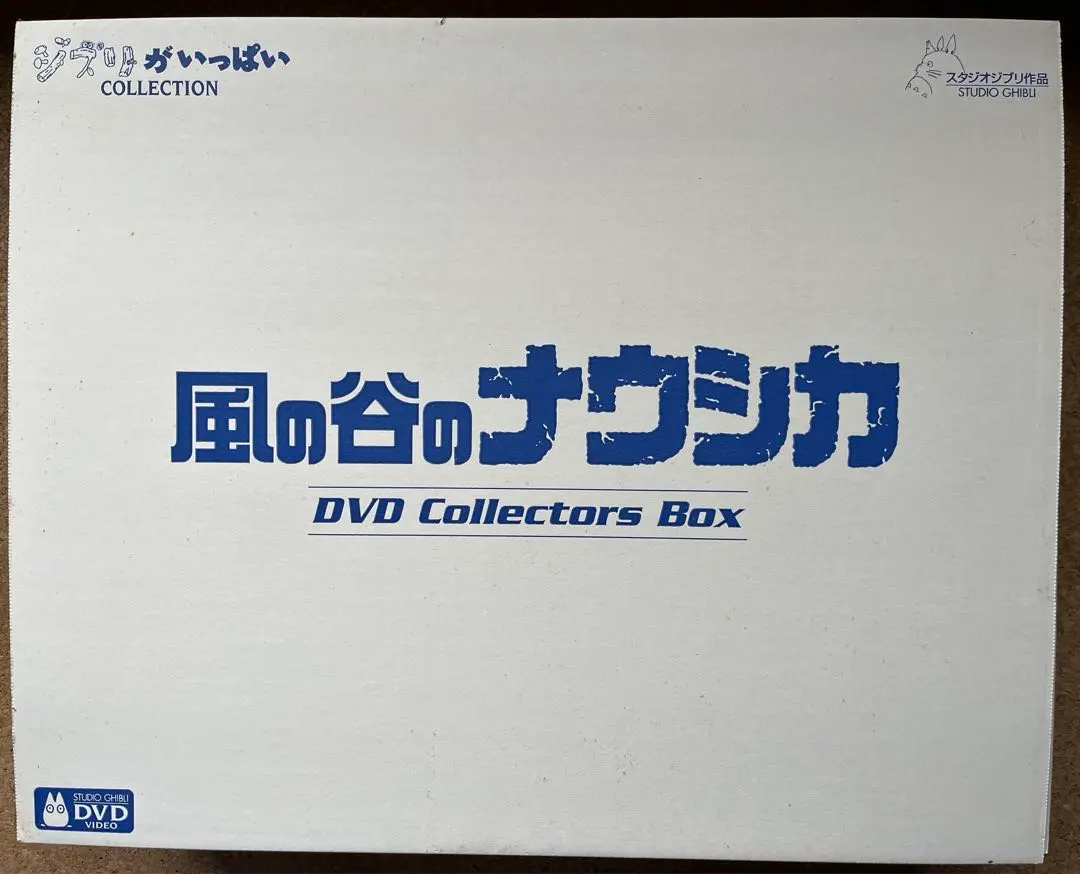 ジブリがいっぱい
COLLECTION
スタジオジブリ作品
STUDIO GHIBLI
風の谷のナウシカ
DVD Collectors Box
STUDIO GHIBLI
DVD
VIDEO